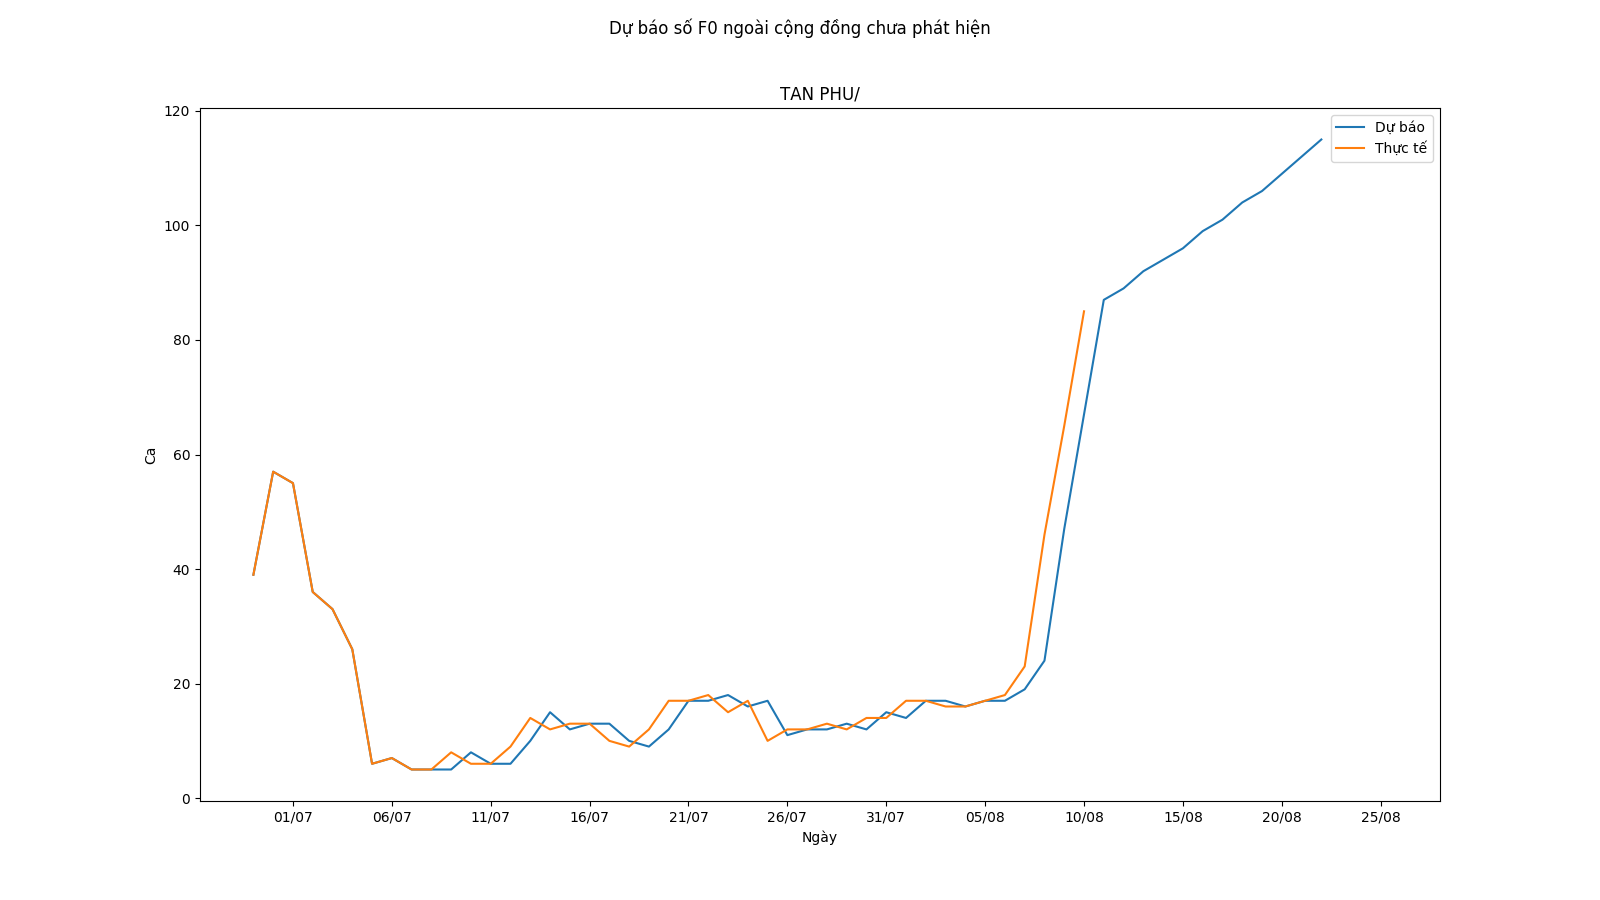 Dự báo số F0 ngoài cộng đồng chưa phát hiện
TAN PHU/
120
100
80
60
40
20
0
Ca
Dự báo
Thực tế
01/07 06/07 11/07 16/07 21/07 26/07 31/07 05/08 10/08 15/08 20/08 25/08
Ngày